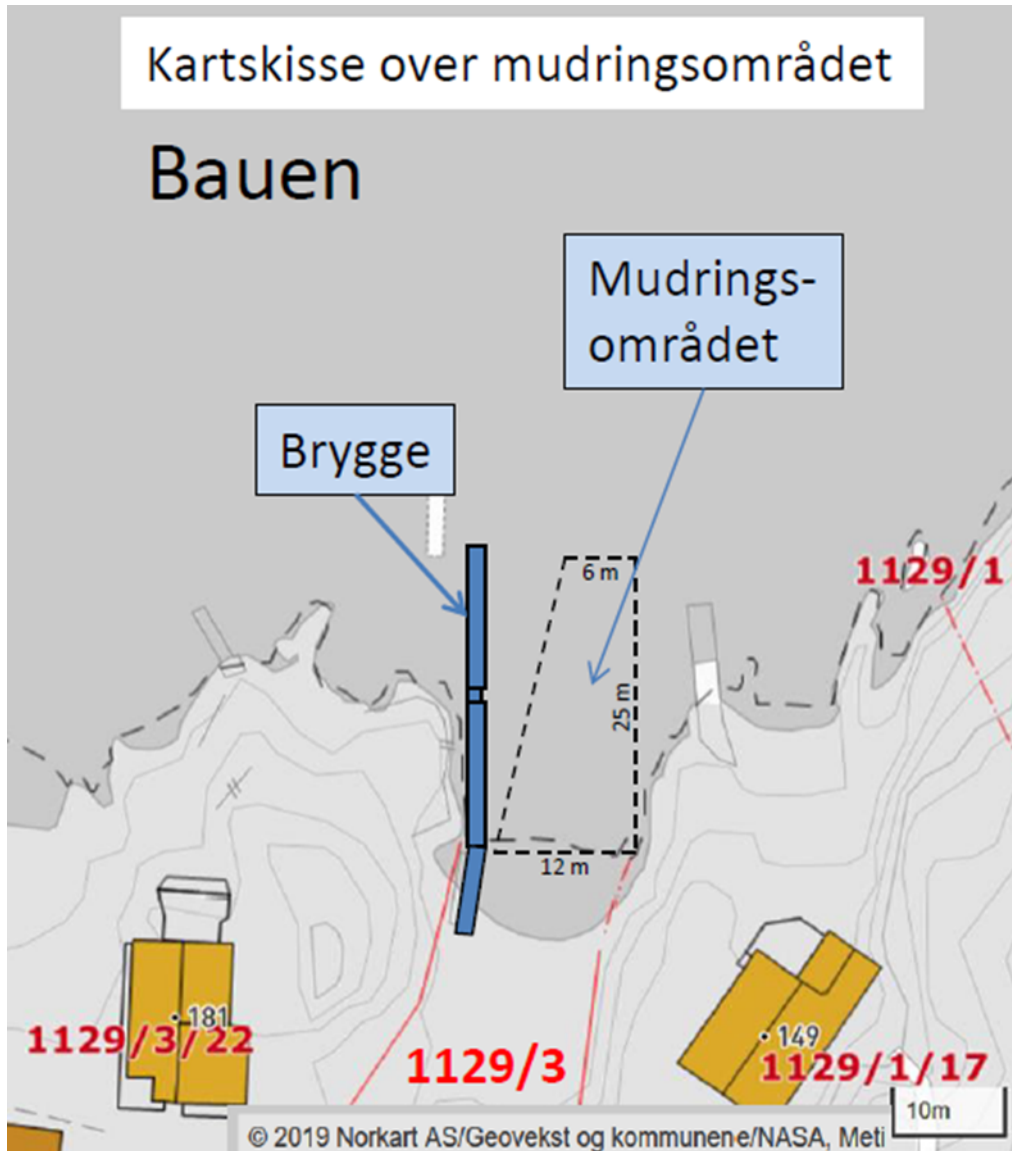 Kartskisse over mudringsområdet
Bauen
Mudrings-
området
Brygge
6 m
1129/1
25 m
12 m
181
1129/3/22
149
1129/3
1129/1/17
10m
© 2019 Norkart AS/Geovekst og kommunene/NASA, Meti